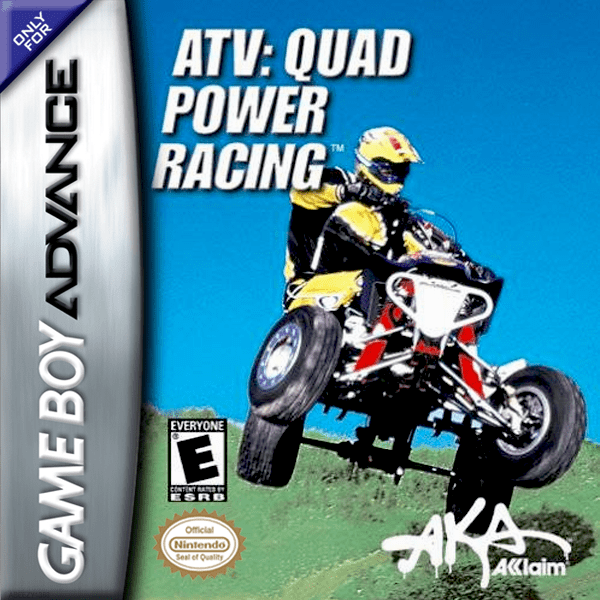 ONLY
FOR
GAME BOY ADVANCE
ATV: QUAD
POWER
RACING™
EVERYONE
E
CONTENT RATED BY
ESRB
Official
Nintendo
Seal of Quality
AKA
Acclaim